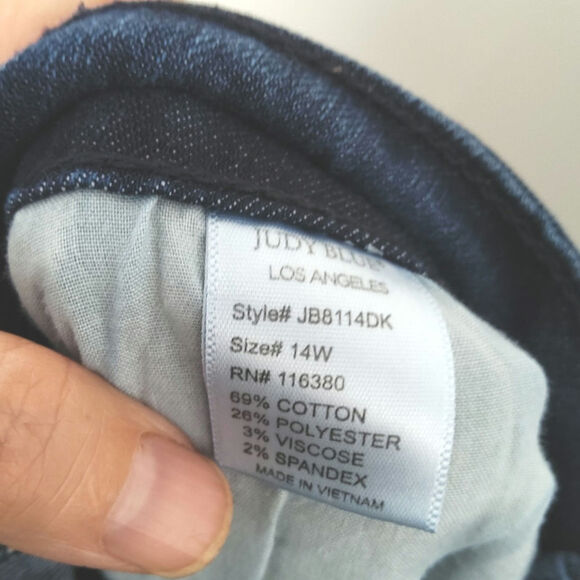 JUDY BLUE
LOS ANGELES
Style# JB8114DK
Size# 14W
RN# 116380
69% COTTON
26% POLYESTER
3% VISCOSE
2% SPANDEX
MADE IN VIETNAM